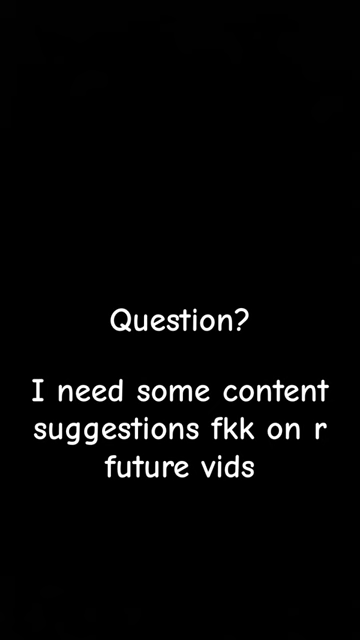 Question?
I need some content
suggestions fkk on r
future vids